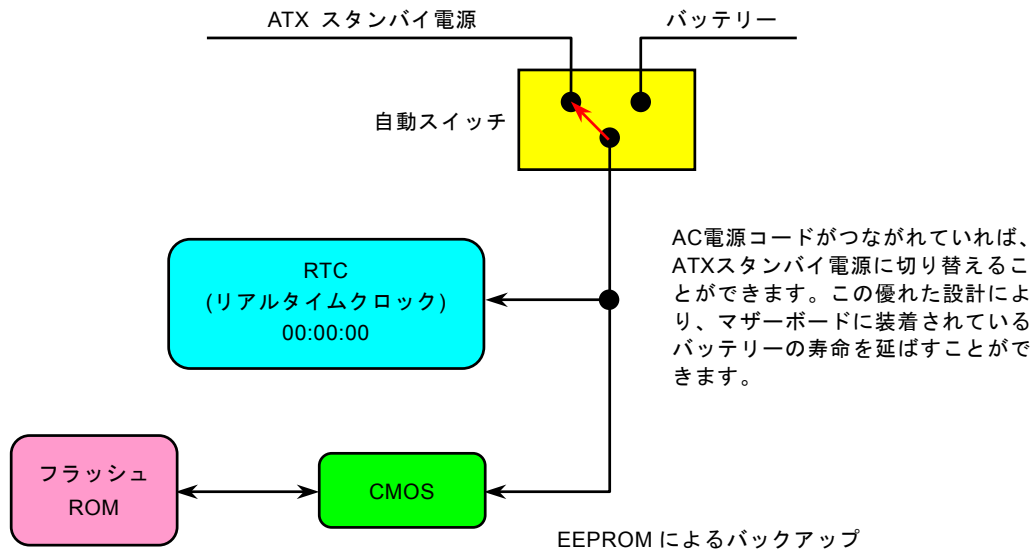 ATX スタンバイ電源
バッテリー
自動スイッチ
AC電源コードがつながれていれば、
ATXスタンバイ電源に切り替えるこ
とができます。この優れた設計によ
り、マザーボードに装着されている
バッテリーの寿命を延ばすことがで
きます。
RTC
(リアルタイムクロック)
00:00:00
フラッシュ
ROM
CMOS
EEPROM によるバックアップ